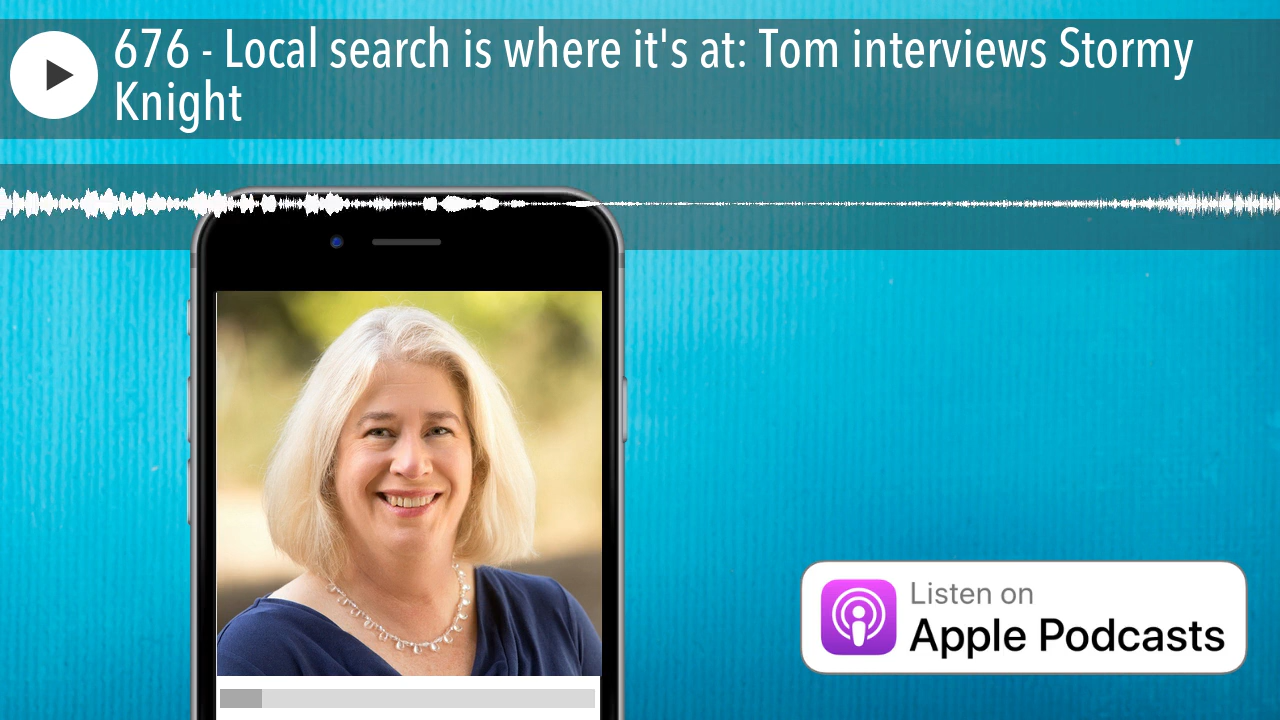 676 - Local search is where it's at: Tom interviews Stormy
Knight
Listen on
Apple Podcasts